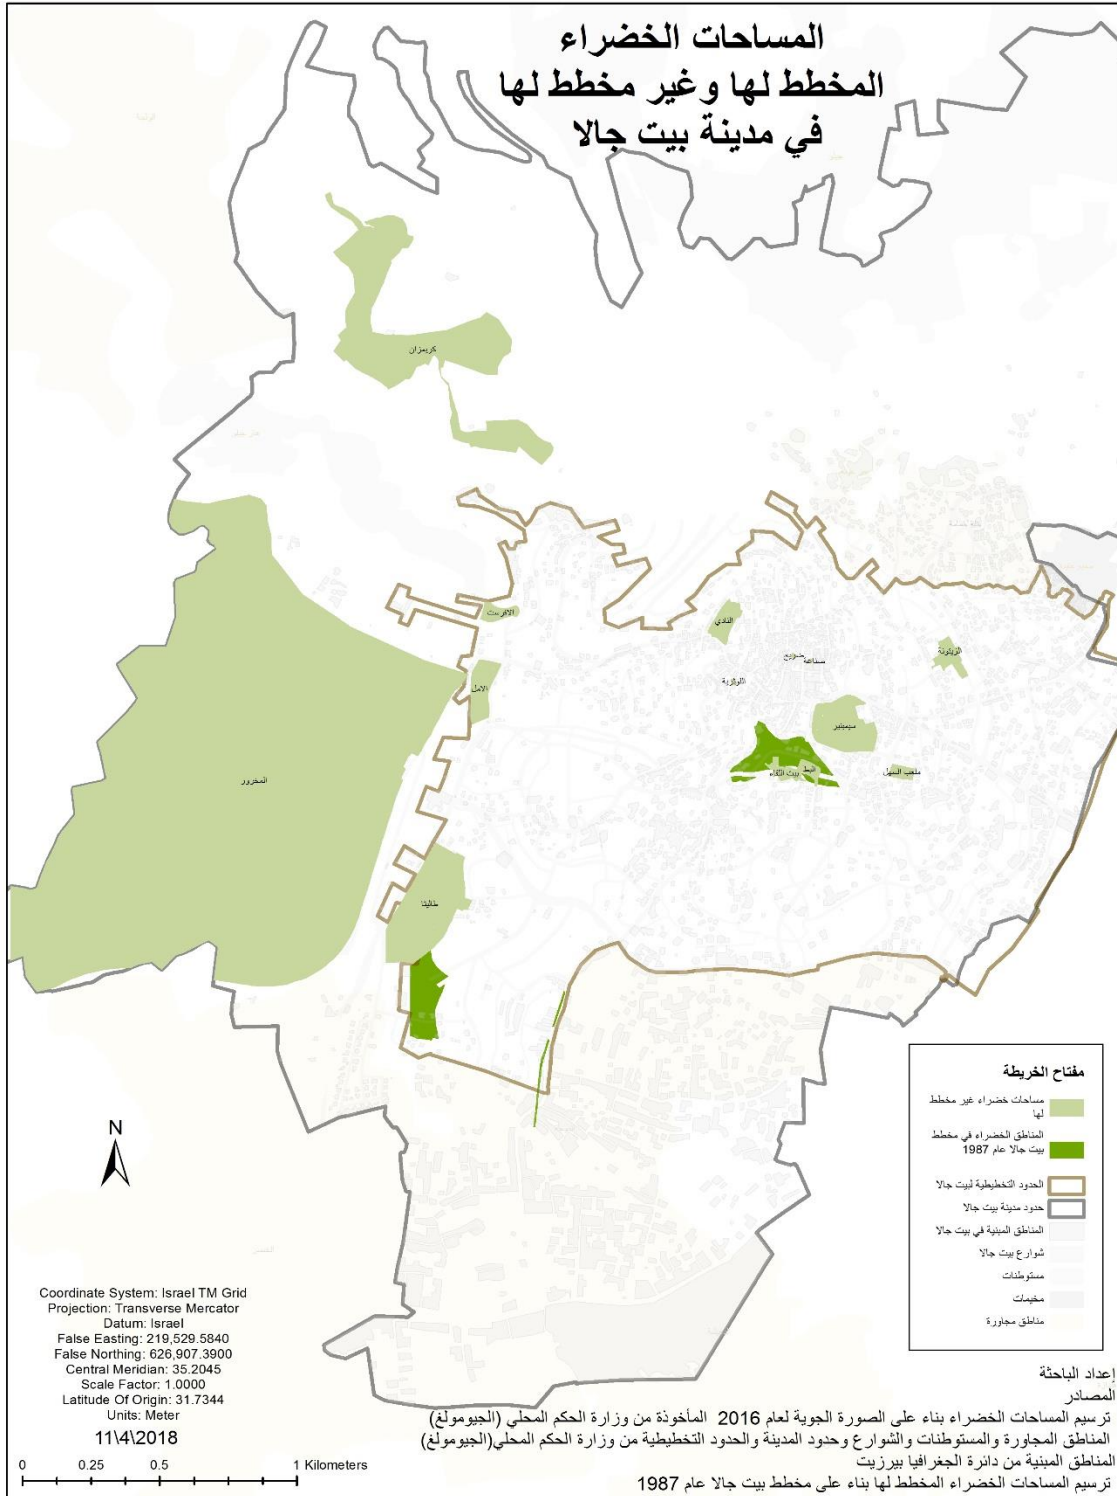 المساحات الخضراء
المخطط لها وغير مخطط لها
في مدينة بيت جالا
كريمزان
الافرست
النادي
ضريح
صناعة
الزيتونة
اللوثرية
الامل
سيمنير
المخرور
بيت اللقاء
البط
ملعب السهل
طاليتا
مفتاح الخريطة
مساحات خضراء غير مخطط
لها
المناطق الخضراء في مخطط
بيت جالا عام 1987
الحدود التخطيطية لبيت جالا
حدود مدينة بيت جالا
المناطق المبنية في بيت جالا
شوارع بيت جالا
مستوطنات
مخيمات
مناطق مجاورة
N
Coordinate System: Israel TM Grid
Projection: Transverse Mercator
Datum: Israel
False Easting: 219,529.5840
False Northing: 626,907.3900
Central Meridian: 35.2045
Scale Factor: 1.0000
Latitude Of Origin: 31.7344
Units: Meter
11\4\2018
0 0.25 0.5 1 Kilometers
إعداد الباحثة
المصادر
ترسيم المساحات الخضراء بناء على الصورة الجوية لعام 2016 المأخوذة من وزارة الحكم المحلي (الجيومولغ)
المناطق المجاورة والمستوطنات والشوارع وحدود المدينة والحدود التخطيطية من وزارة الحكم المحلي(الجيومولغ)
المناطق المبنية من دائرة الجغرافيا بيرزيت
ترسيم المساحات الخضراء المخطط لها بناء على مخطط بيت جالا عام 1987